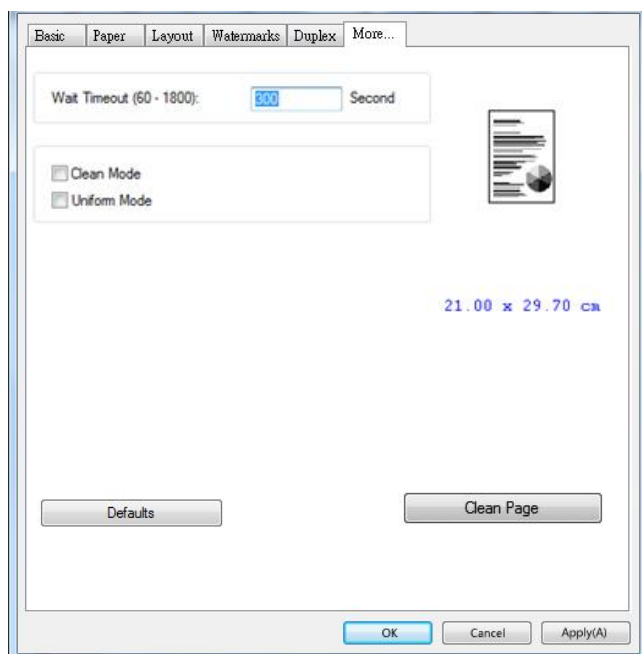 Basic Paper Layout Watermarks Duplex More...
Wait Timeout (60 - 1800): 300 Second
Clean Mode
Uniform Mode
21.00 x 29.70 cm
Defaults Clean Page
OK Cancel Apply(A)